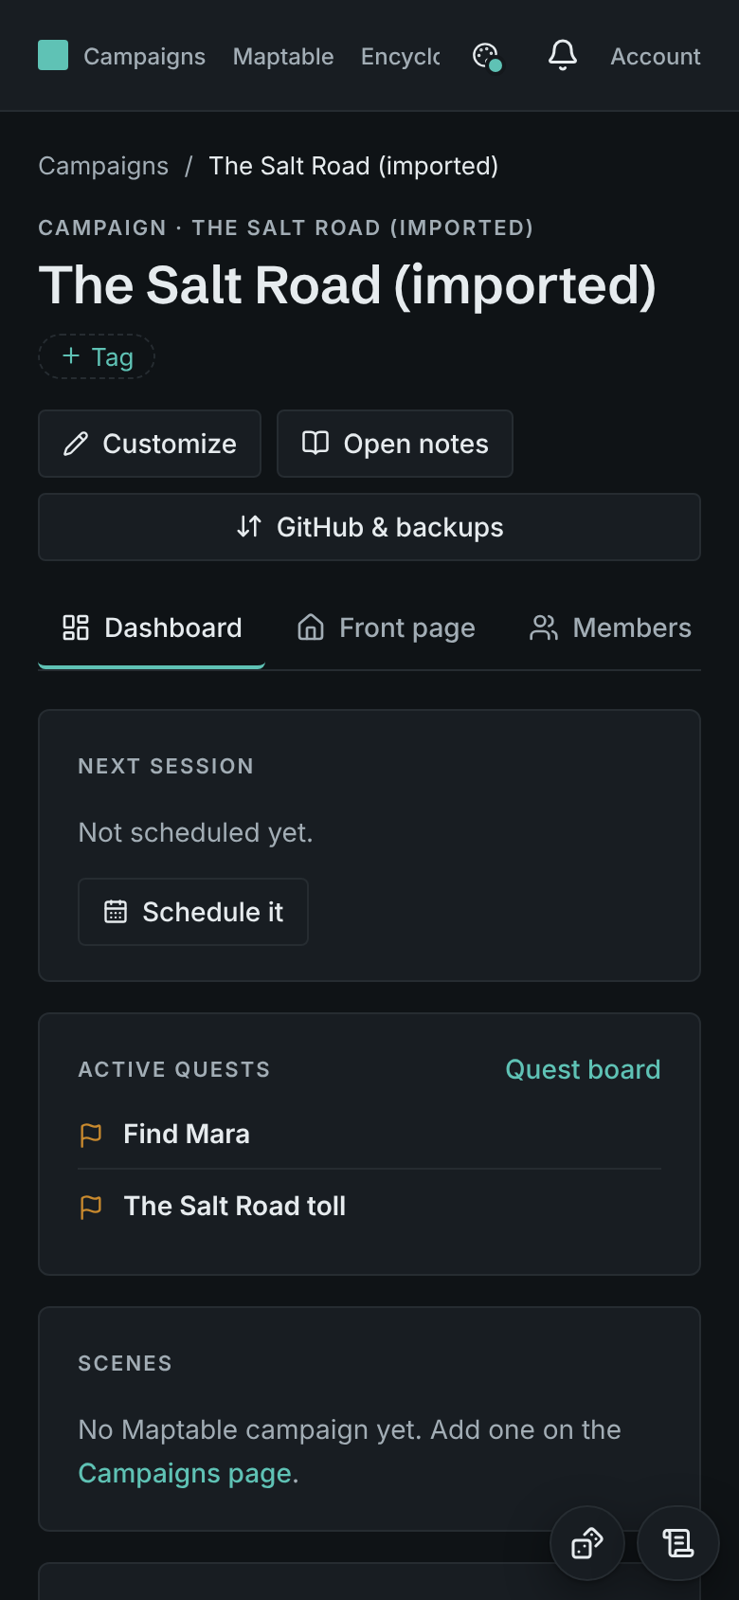 Campaigns Maptable Encyclc Account
Campaigns / The Salt Road (imported)
CAMPAIGN · THE SALT ROAD (IMPORTED)
The Salt Road (imported)
+ Tag
Customize Open notes
GitHub & backups
Dashboard Front page Members
NEXT SESSION
Not scheduled yet.
Schedule it
ACTIVE QUESTS Quest board
Find Mara
The Salt Road toll
SCENES
No Maptable campaign yet. Add one on the
Campaigns page.